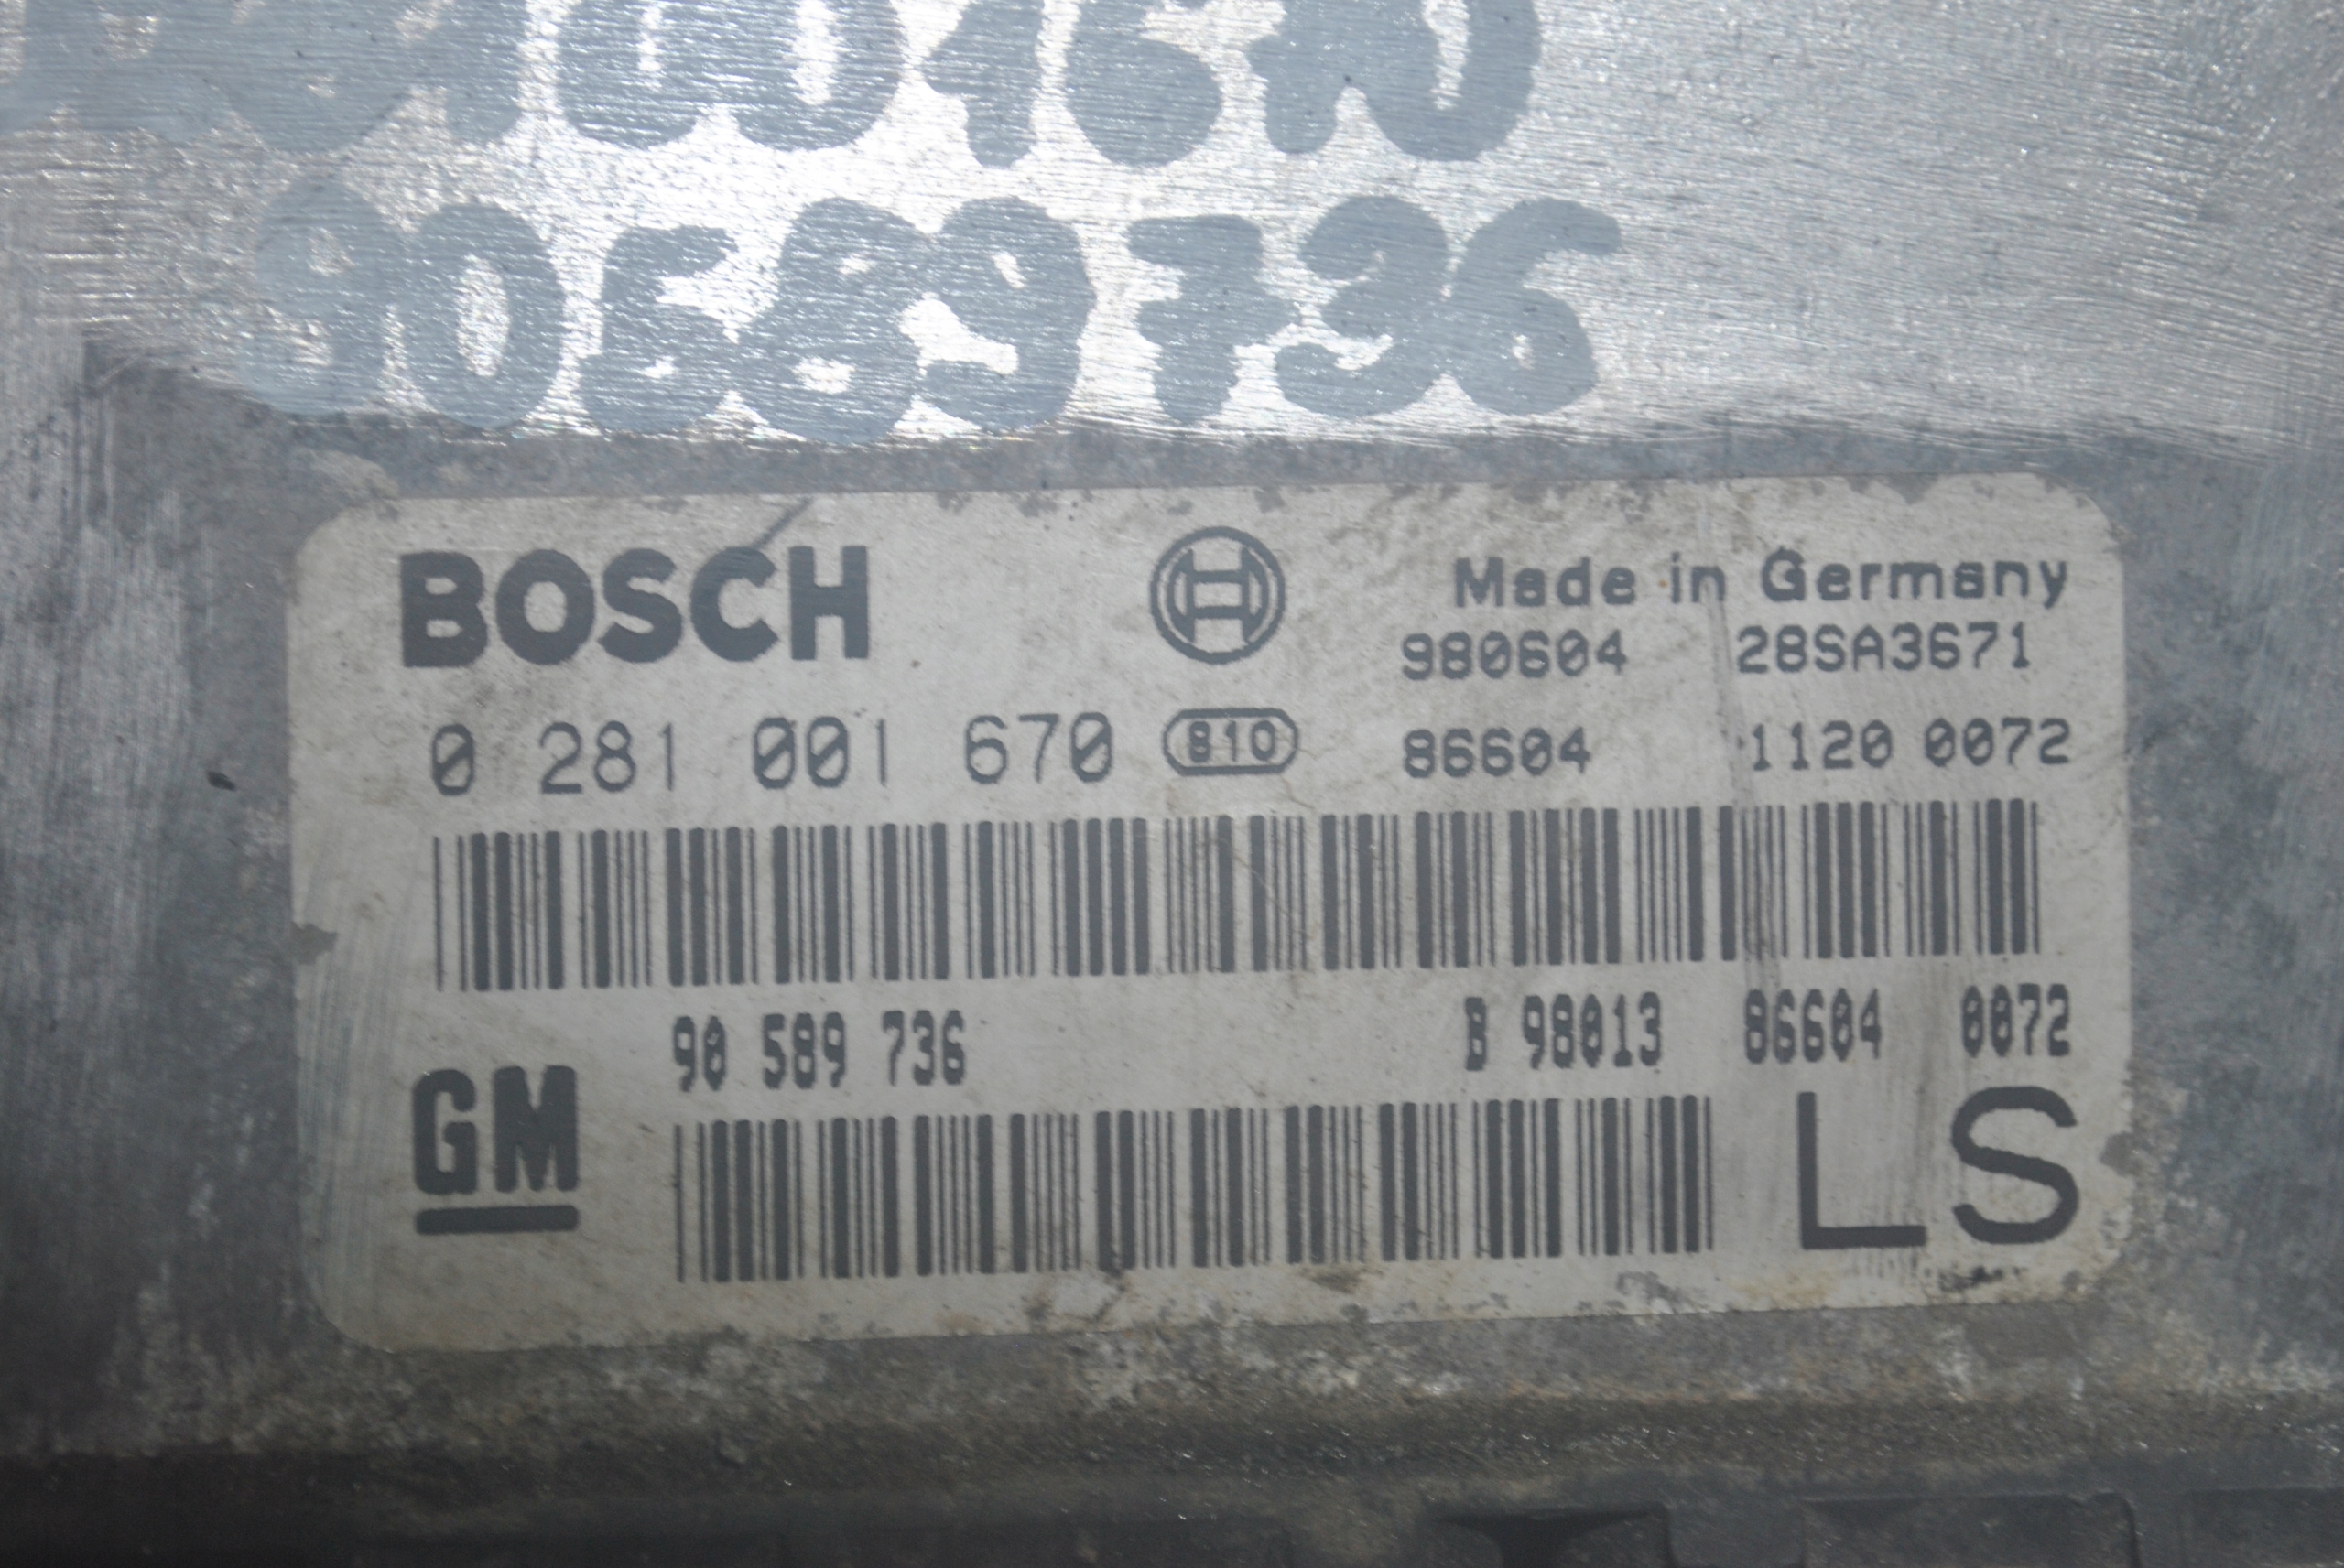 90589736
BOSCH Made in Germany
980604 28SA3671
0 281 001 670 810 86604 1120 0072
90 589 736 B 98013 86604 0072
GM LS